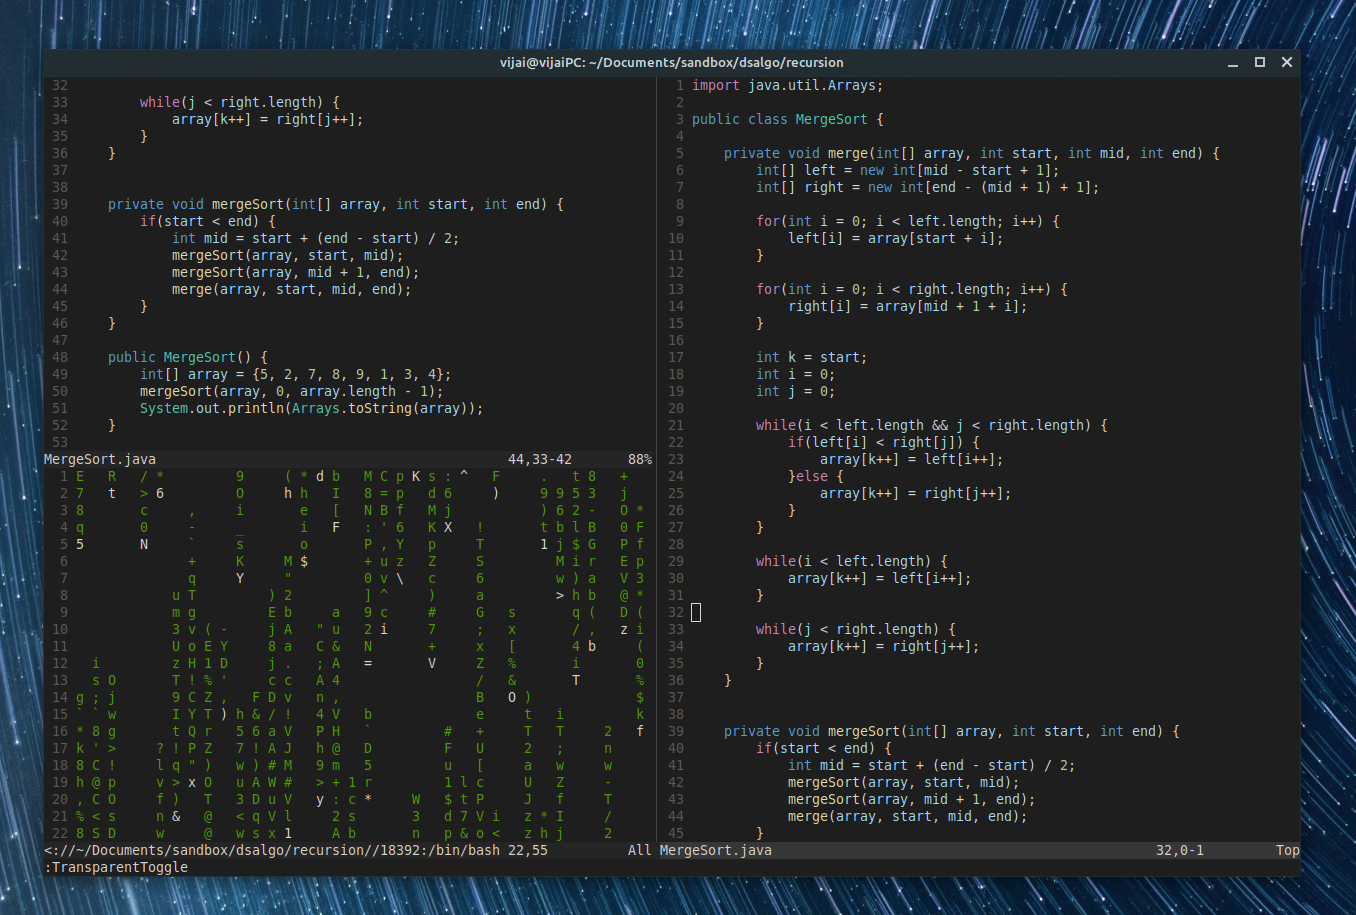 vijai@vijaiPC: ~/Documents/sandbox/dsalgo/recursion
32
33         while(j < right.length) {
34             array[k++] = right[j++];
35         }
36     }
37
38
39     private void mergeSort(int[] array, int start, int end) {
40         if(start < end) {
41             int mid = start + (end - start) / 2;
42             mergeSort(array, start, mid);
43             mergeSort(array, mid + 1, end);
44             merge(array, start, mid, end);
45         }
46     }
47
48     public MergeSort() {
49         int[] array = {5, 2, 7, 8, 9, 1, 3, 4};
50         mergeSort(array, 0, array.length - 1);
51         System.out.println(Arrays.toString(array));
52     }
53
MergeSort.java 44,33-42 88%
1 E R / * 9 ( * d b M C p K s : ^ F . t 8 +
2 7 t > 6 O h h I 8 = p d 6 ) 9 9 5 3 j
3 8 c , i e [ N B f M j ) 6 2 - O *
4 q 0 - _ i F : ' 6 K X ! t b l B 0 F
5 5 N ` s o P , Y p T 1 j $ G P f
6 + K M $ + u z Z S M i r E p
7 q Y " 0 v \ c 6 w ) a V 3
8 u T ) 2 ] ^ ) a > h b @ *
9 m g E b a 9 c # G s q ( D (
10 3 v ( - j A " u 2 i 7 ; x / , z i
11 U o E Y 8 a C & N + x [ 4 b (
12 i z H 1 D j . ; A = V Z % i 0
13 s O T ! % ' c c A 4 / & T %
14 g ; j 9 C Z , F D v n , B O ) $
15 ` ` w I Y T ) h & / ! 4 V b e t i k
16 * 8 g t Q r 5 6 a V P H ` # + T T 2 f
17 k ' > ? ! P Z 7 ! A J h @ D F U 2 ; n
18 8 C ! l q " ) w ) # M 9 m 5 u [ a w w
19 h @ p v > x O u A W # > + 1 r 1 l c U Z -
20 , C O f ) T 3 D u V y : c * W $ t P J f T
21 % < s n & @ < q V l 2 s 3 d 7 V i z * I /
22 8 S D w @ w s x 1 A b n p & o < z h j 2
<://~/Documents/sandbox/dsalgo/recursion//18392:/bin/bash 22,55 All
:TransparentToggle
1 import java.util.Arrays;
2
3 public class MergeSort {
4
5     private void merge(int[] array, int start, int mid, int end) {
6         int[] left = new int[mid - start + 1];
7         int[] right = new int[end - (mid + 1) + 1];
8
9         for(int i = 0; i < left.length; i++) {
10             left[i] = array[start + i];
11         }
12
13         for(int i = 0; i < right.length; i++) {
14             right[i] = array[mid + 1 + i];
15         }
16
17         int k = start;
18         int i = 0;
19         int j = 0;
20
21         while(i < left.length && j < right.length) {
22             if(left[i] < right[j]) {
23                 array[k++] = left[i++];
24             }else {
25                 array[k++] = right[j++];
26             }
27         }
28
29         while(i < left.length) {
30             array[k++] = left[i++];
31         }
32
33         while(j < right.length) {
34             array[k++] = right[j++];
35         }
36     }
37
38
39     private void mergeSort(int[] array, int start, int end) {
40         if(start < end) {
41             int mid = start + (end - start) / 2;
42             mergeSort(array, start, mid);
43             mergeSort(array, mid + 1, end);
44             merge(array, start, mid, end);
45         }
MergeSort.java 32,0-1 Top